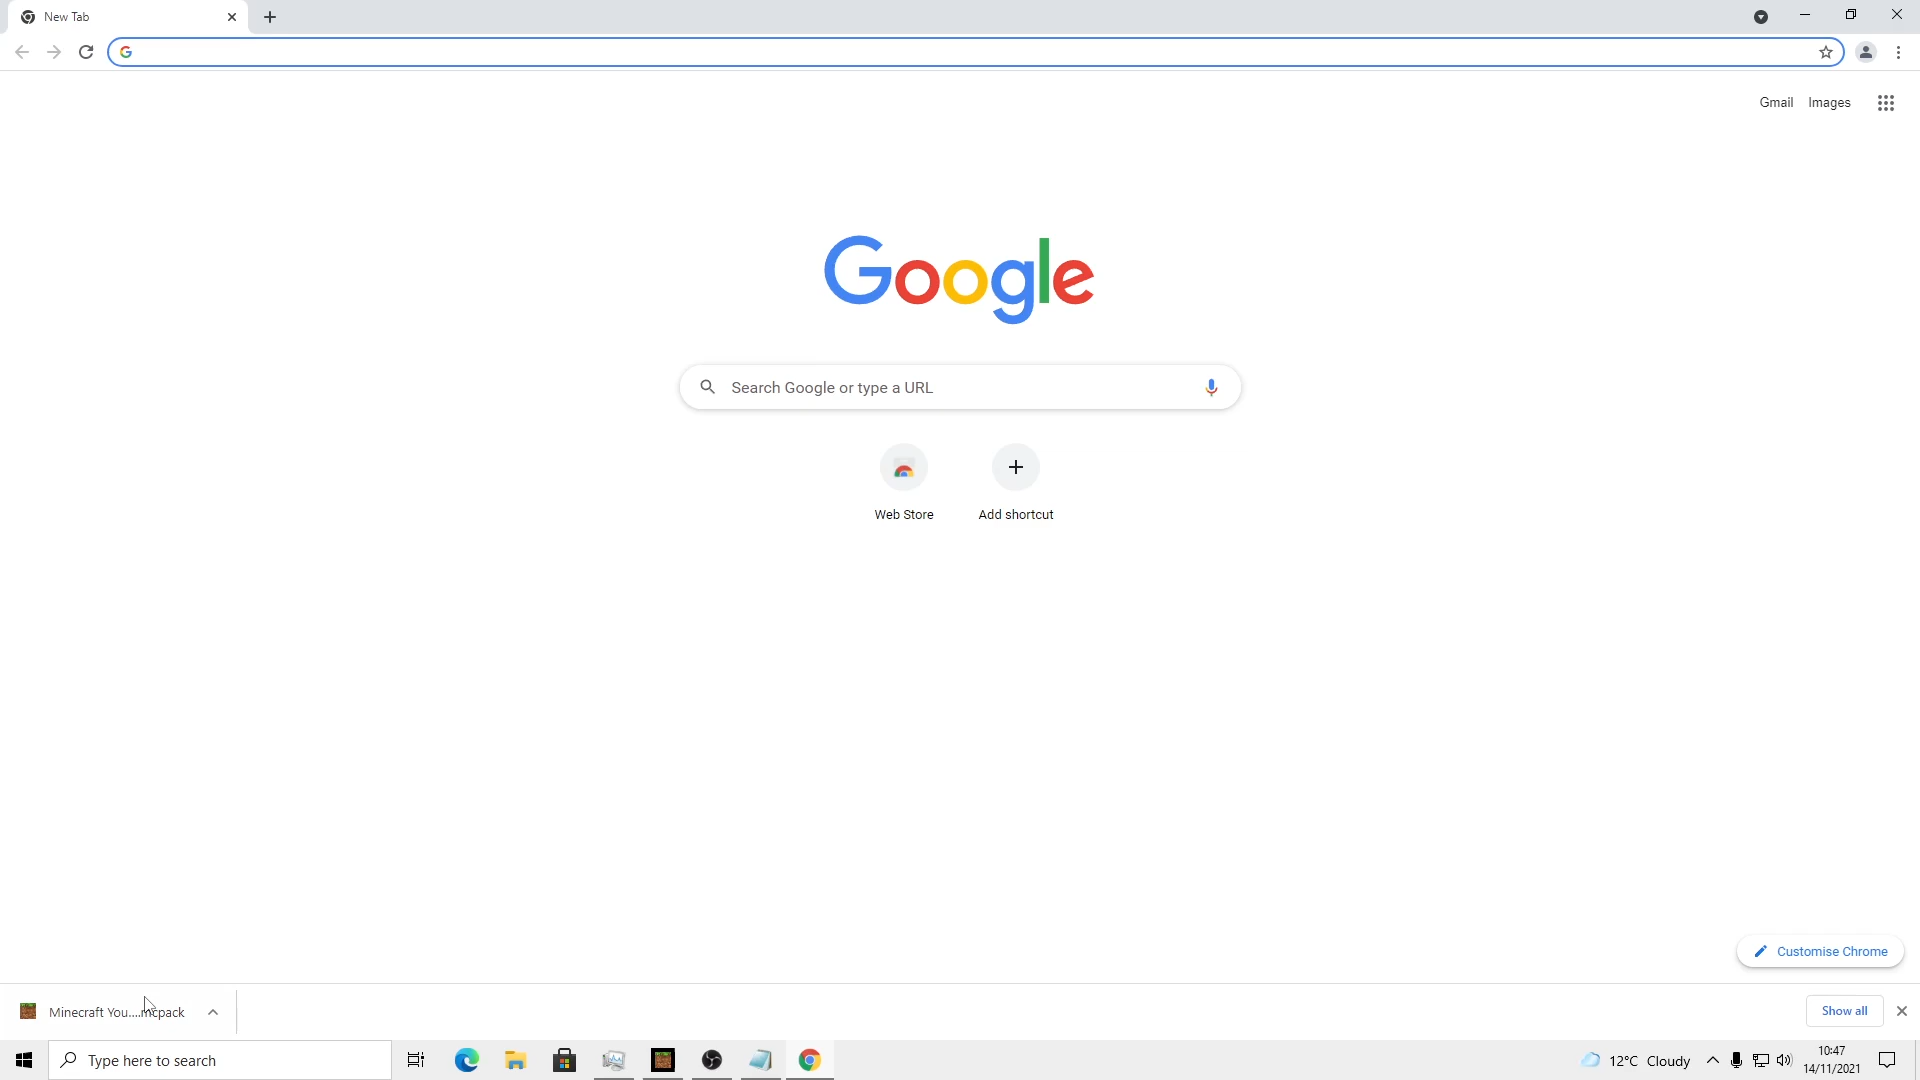 New Tab
Gmail Images
Google
Search Google or type a URL
Web Store Add shortcut
Customise Chrome
Minecraft You....mcpack
Show all
Type here to search
12°C Cloudy
10:47
14/11/2021